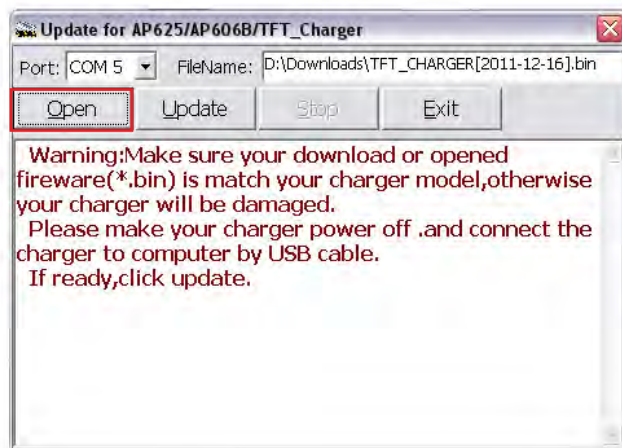 Update for AP625/AP606B/TFT_Charger
Port: COM 5 FileName: D:\Downloads\TFT_CHARGER[2011-12-16].bin
Open Update Stop Exit
Warning:Make sure your download or opened
fireware(*.bin) is match your charger model,otherwise
your charger will be damaged.
Please make your charger power off .and connect the
charger to computer by USB cable.
If ready,click update.